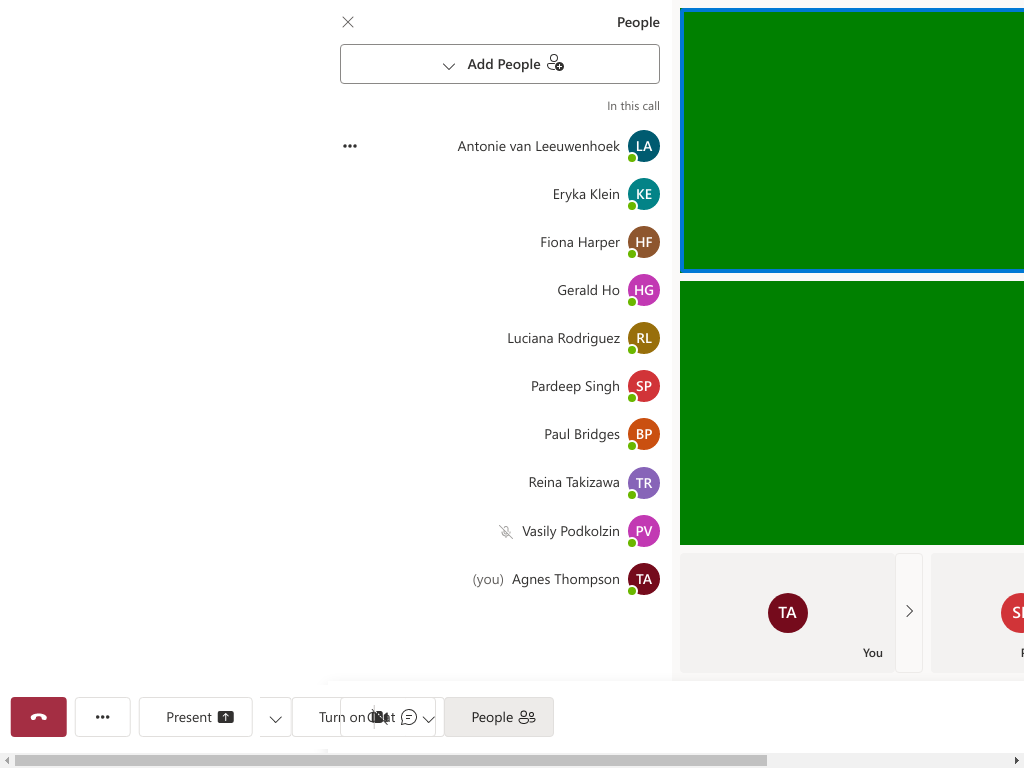 People
Add People
In this call
Antonie van Leeuwenhoek LA
Eryka Klein KE
Fiona Harper HF
Gerald Ho HG
Luciana Rodriguez RL
Pardeep Singh SP
Paul Bridges BP
Reina Takizawa TR
Vasily Podkolzin PV
(you) Agnes Thompson TA
TA
You
Present
Turn on
People